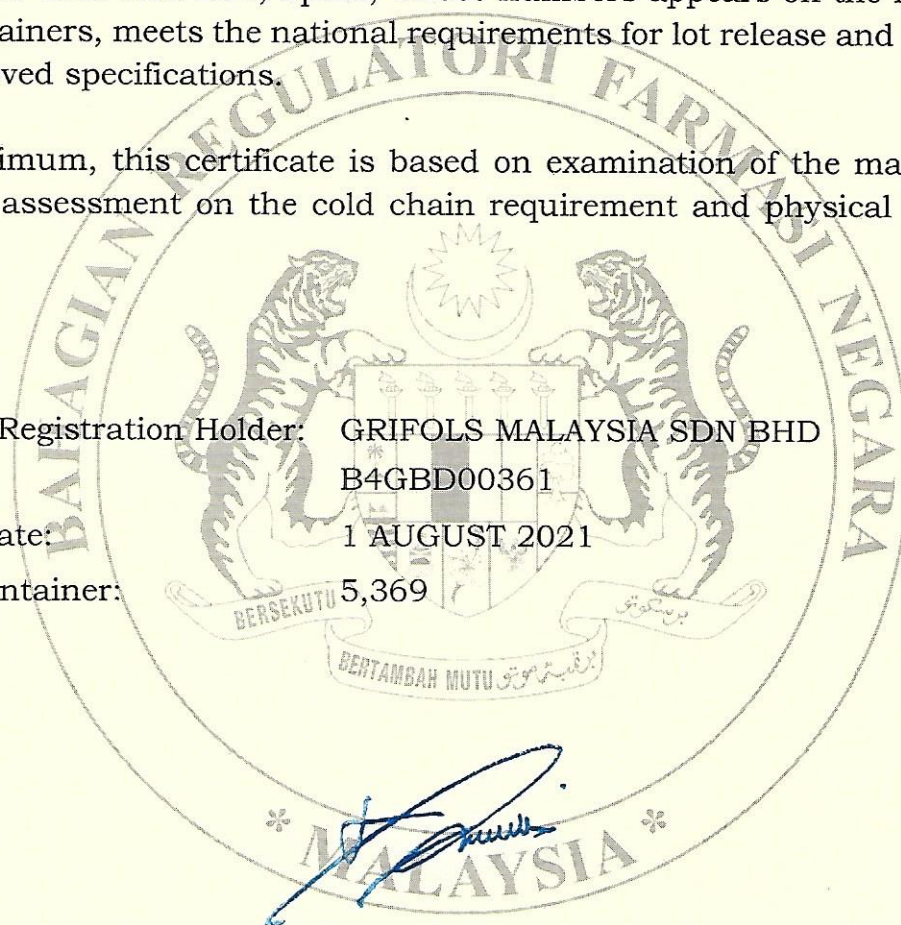 ainers, meets the national requirements for lot release and
ved specifications.
imum, this certificate is based on examination of the ma
assessment on the cold chain requirement and physical
Registration Holder: GRIFOLS MALAYSIA SDN BHD
B4GBD00361
ate: 1 AUGUST 2021
ntainer: 5,369
BAHAGIAN REGULATORI FARMASI NEGARA
BERSEKUTU برسكوتو
BERTAMBAH MUTU
* MALAYSIA *